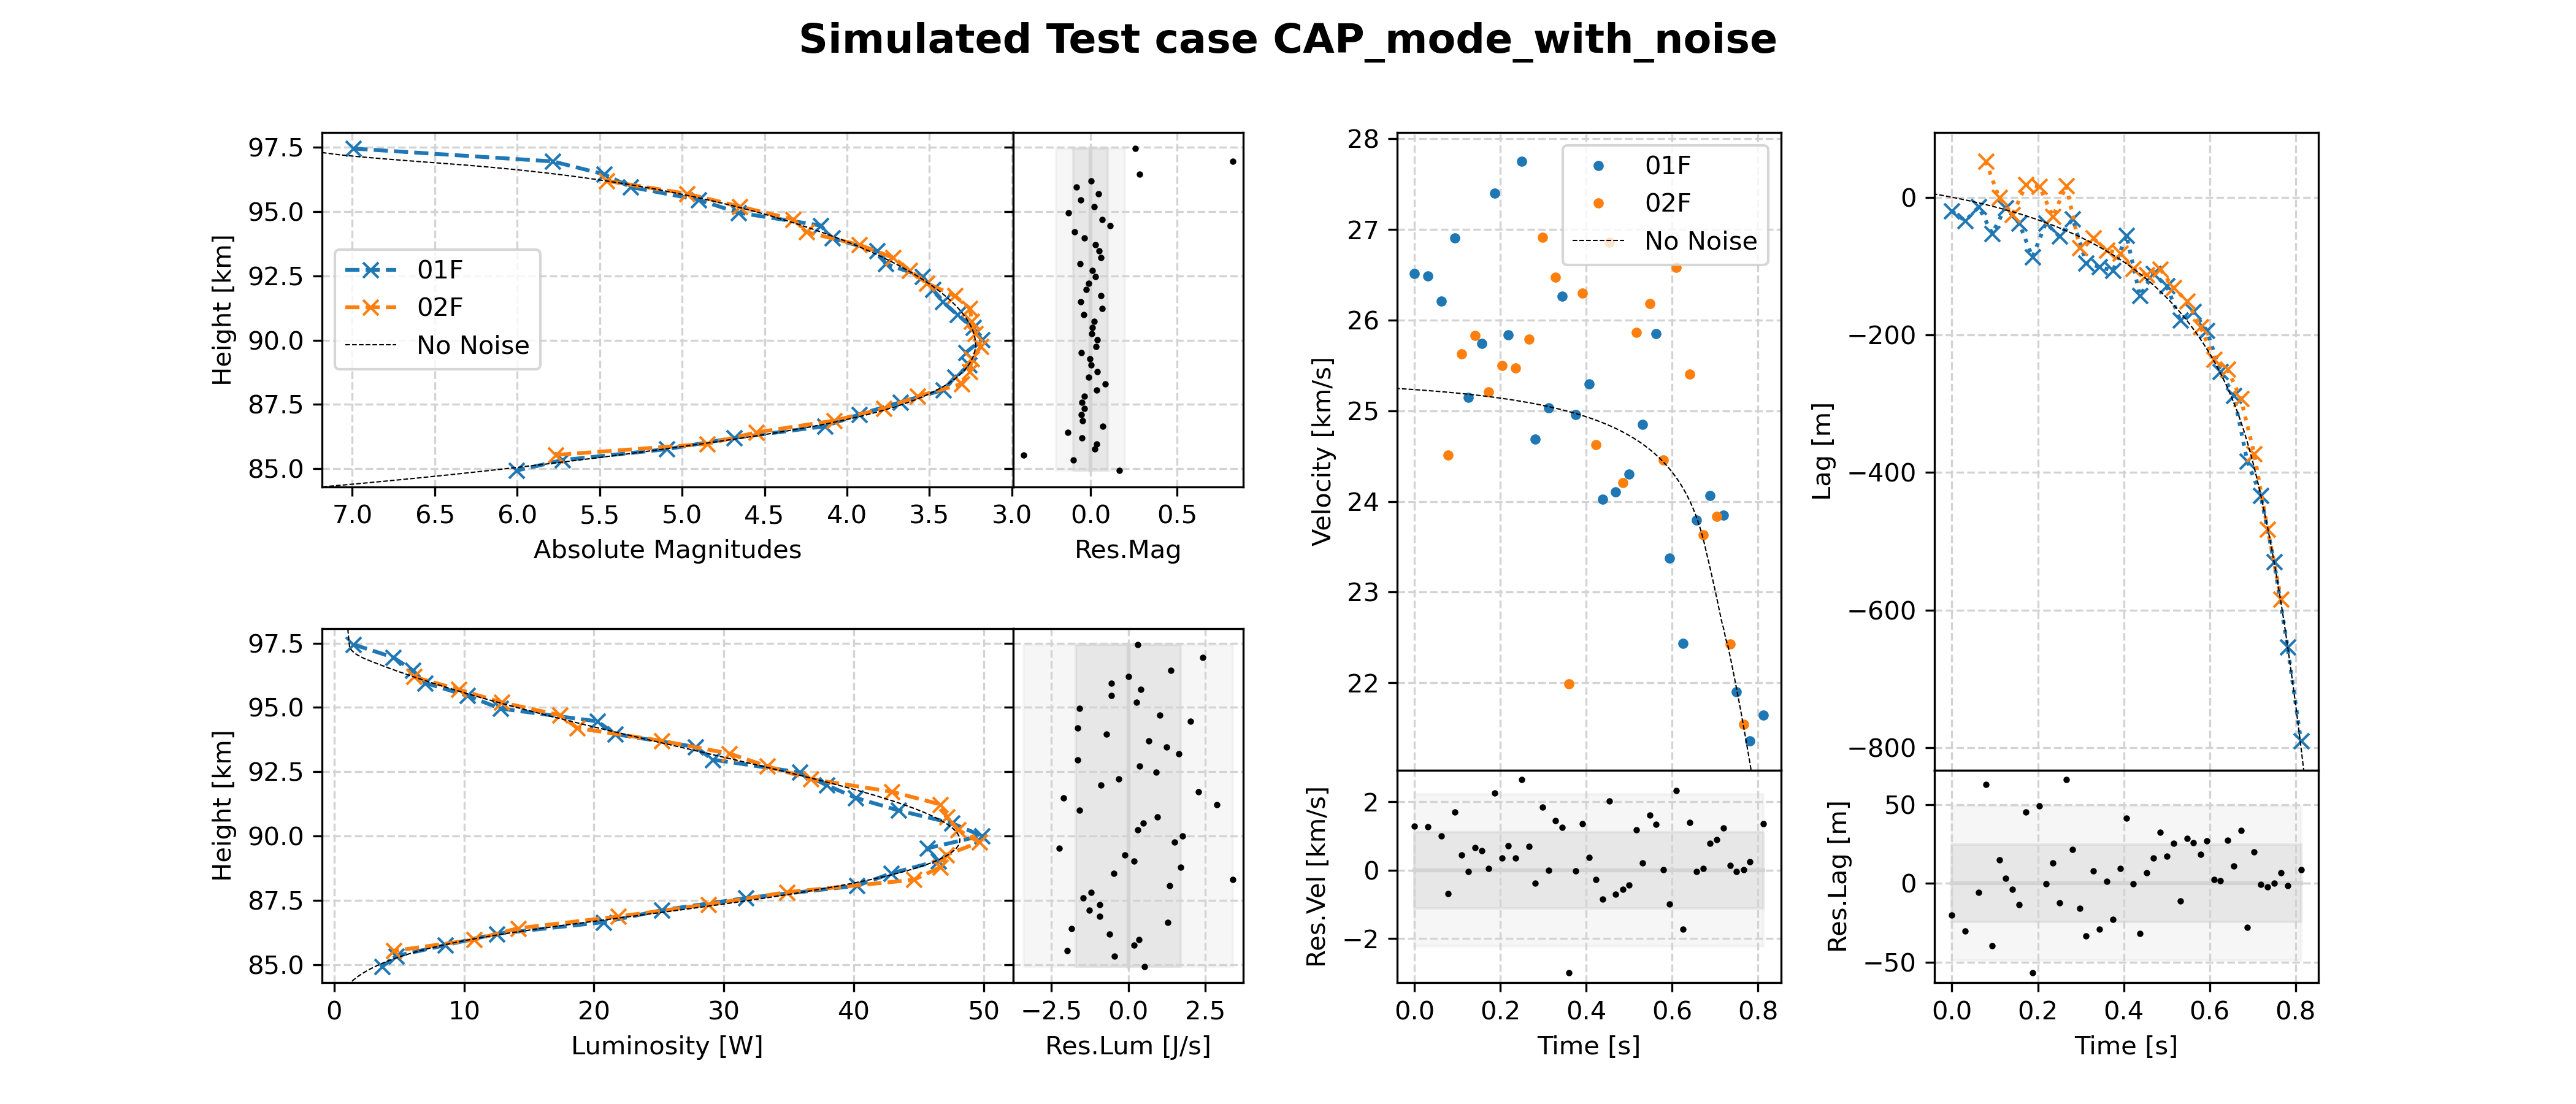 Simulated Test case CAP_mode_with_noise
97.5
95.0
92.5
90.0
87.5
85.0
Height [km]
01F
02F
No Noise
7.0 6.5 6.0 5.5 5.0 4.5 4.0 3.5 3.0
Absolute Magnitudes
0.0 0.5
Res.Mag
97.5
95.0
92.5
90.0
87.5
85.0
Height [km]
0 10 20 30 40 50
Luminosity [W]
−2.5 0.0 2.5
Res.Lum [J/s]
28
27
26
25
24
23
22
Velocity [km/s]
01F
02F
No Noise
2
0
−2
Res.Vel [km/s]
0.0 0.2 0.4 0.6 0.8
Time [s]
0
−200
−400
−600
−800
Lag [m]
50
0
−50
Res.Lag [m]
0.0 0.2 0.4 0.6 0.8
Time [s]